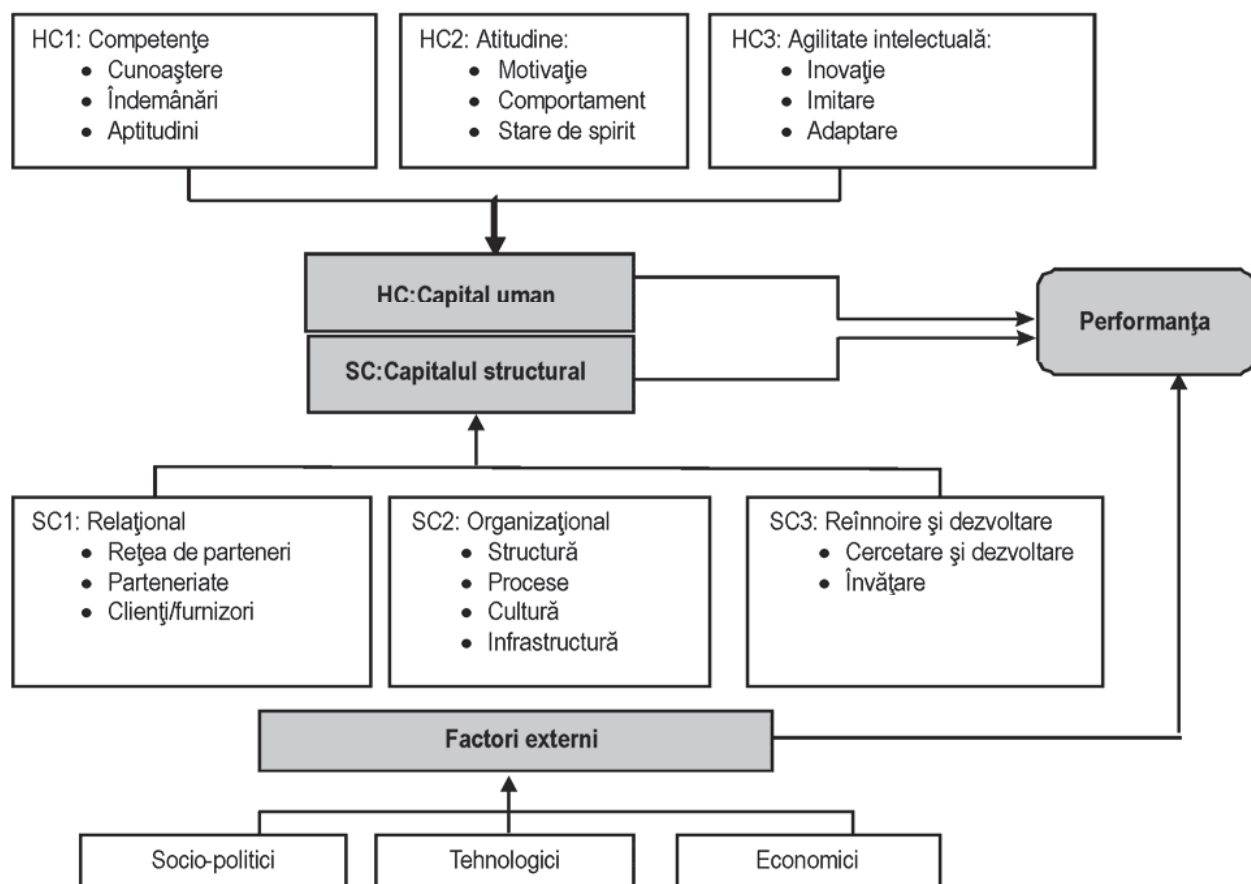 HC1: Competenţe
• Cunoaştere
• Îndemânări
• Aptitudini
HC2: Atitudine:
• Motivaţie
• Comportament
• Stare de spirit
HC3: Agilitate intelectuală:
• Inovaţie
• Imitare
• Adaptare
HC:Capital uman
SC:Capitalul structural
Performanţa
SC1: Relaţional
• Reţea de parteneri
• Parteneriate
• Clienţi/furnizori
SC2: Organizaţional
• Structură
• Procese
• Cultură
• Infrastructură
SC3: Reînnoire şi dezvoltare
• Cercetare şi dezvoltare
• Învăţare
Factori externi
Socio-politici
Tehnologici
Economici